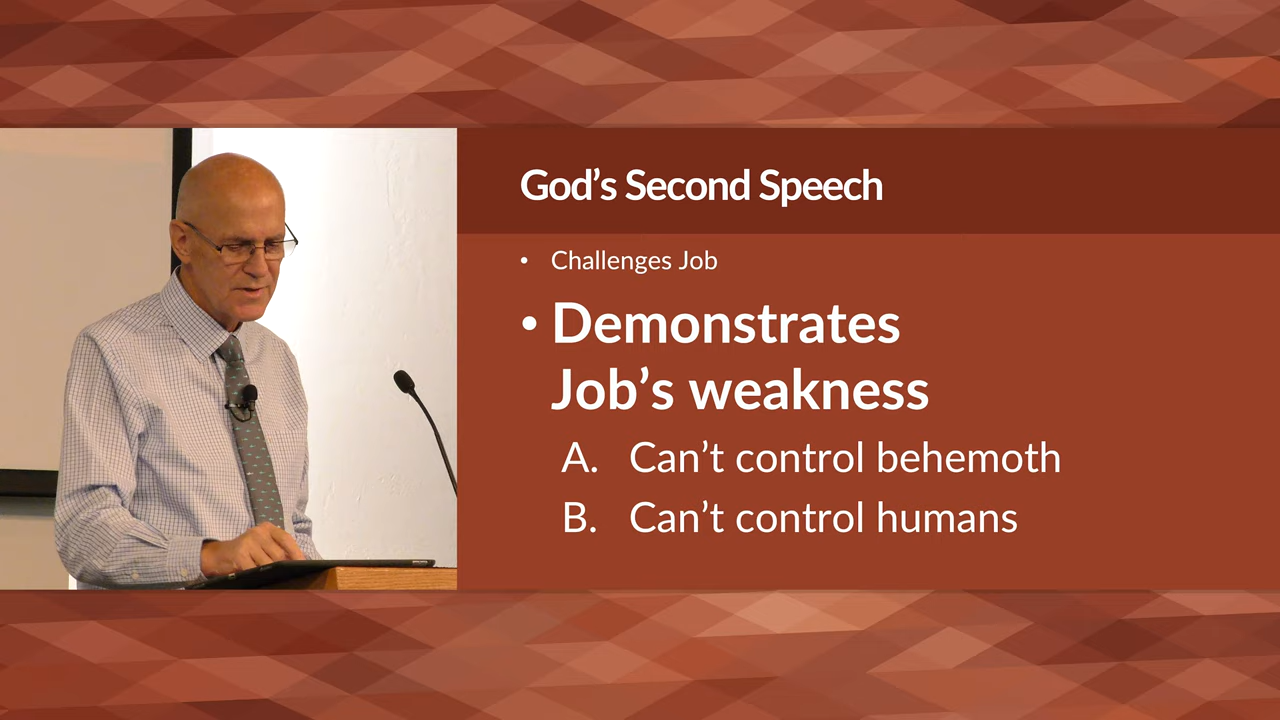 God’s Second Speech
• Challenges Job
• Demonstrates
Job’s weakness
A. Can’t control behemoth
B. Can’t control humans